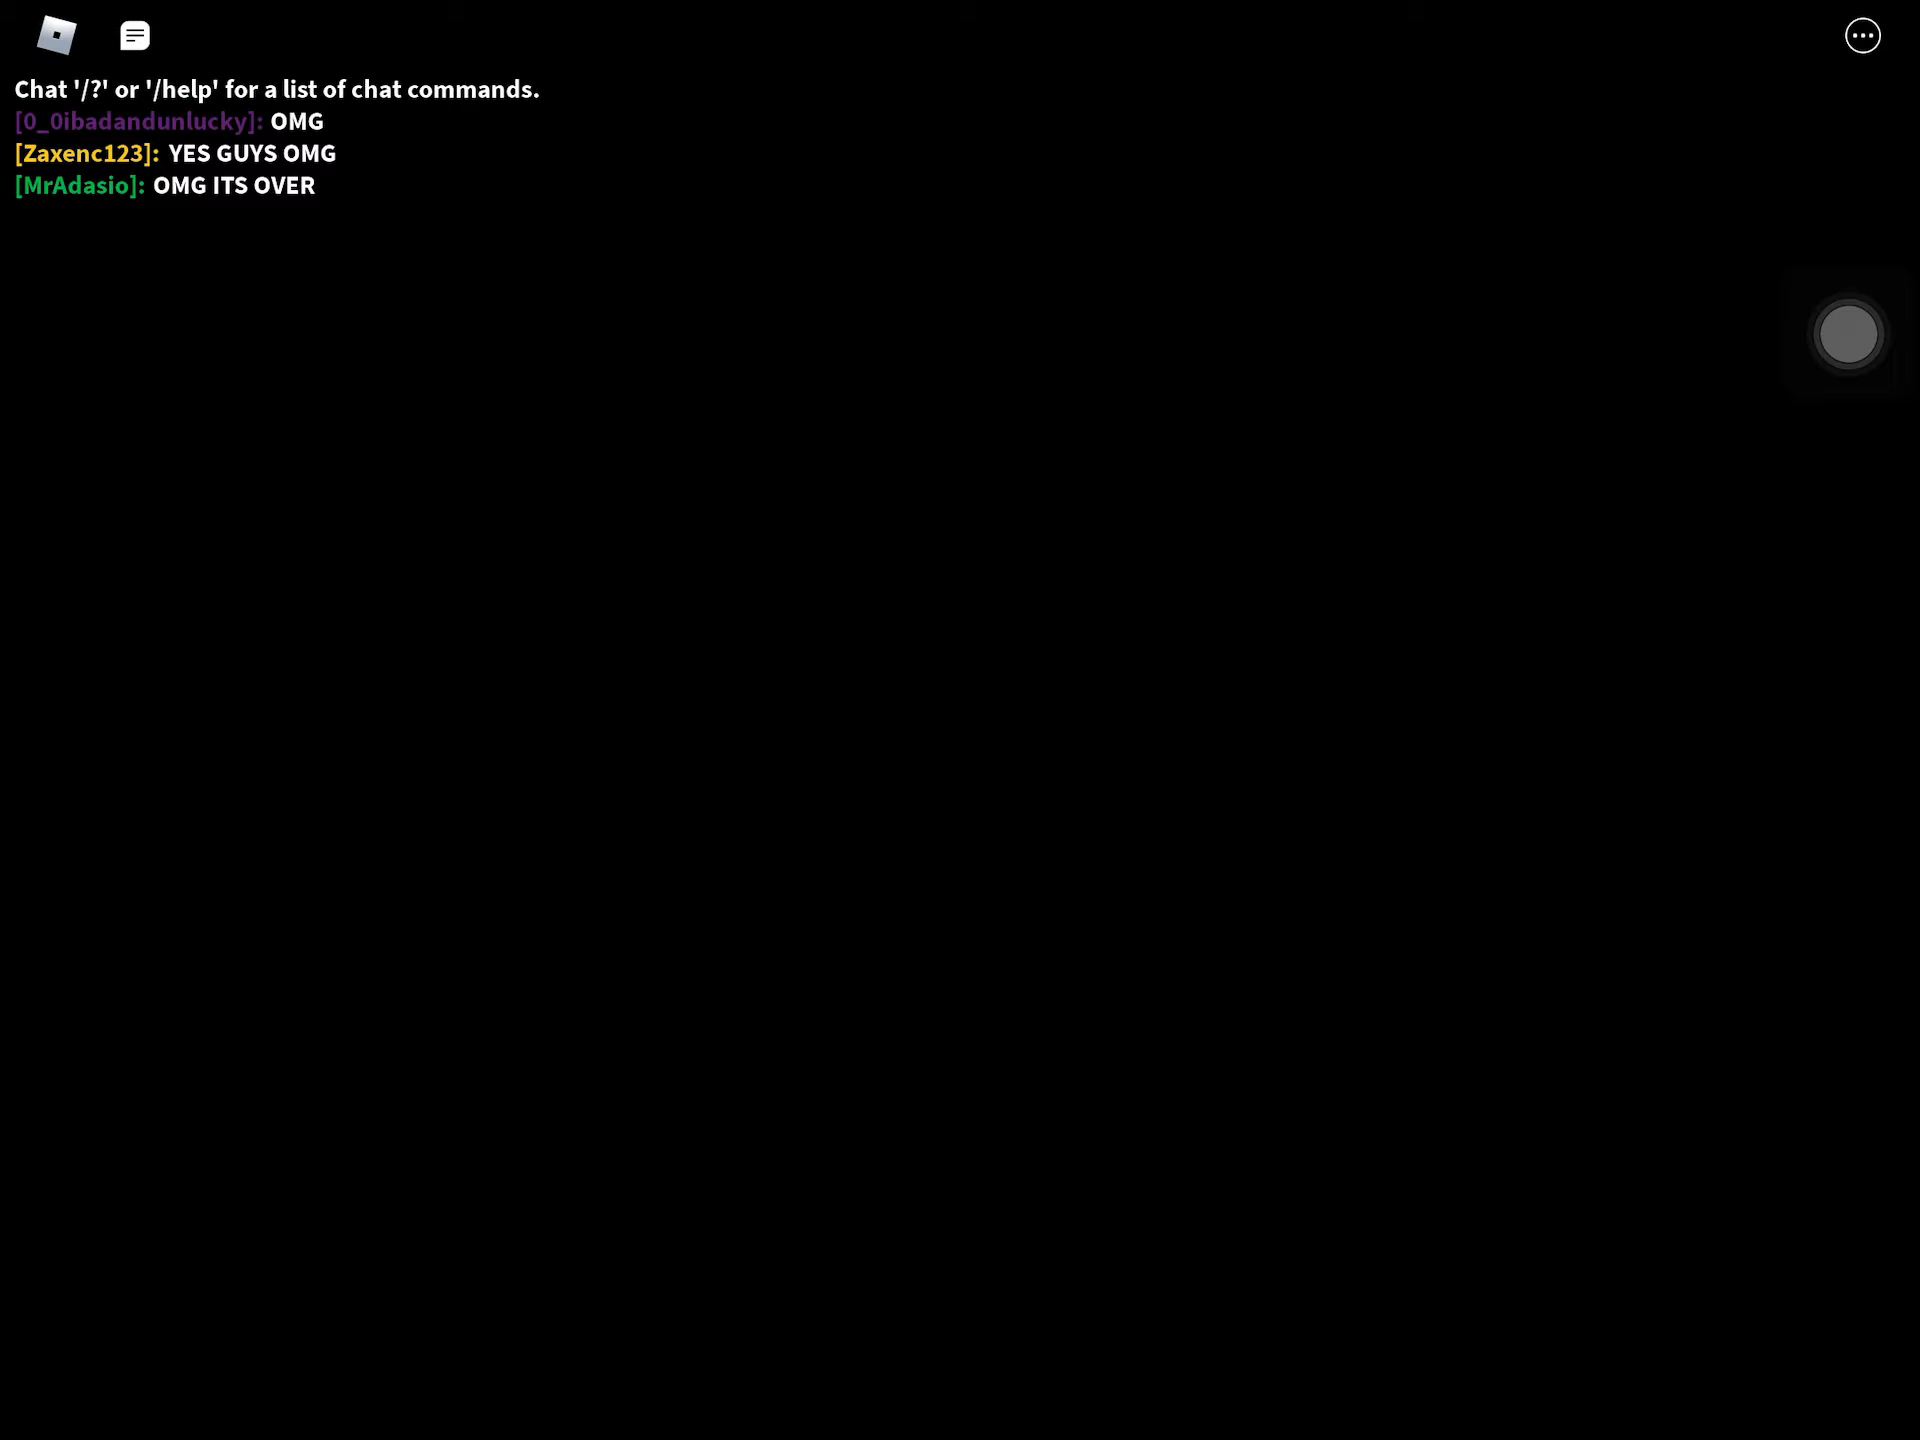 Chat '/?' or '/help' for a list of chat commands.
[0_0ibadandunlucky]: OMG
[Zaxenc123]: YES GUYS OMG
[MrAdasio]: OMG ITS OVER